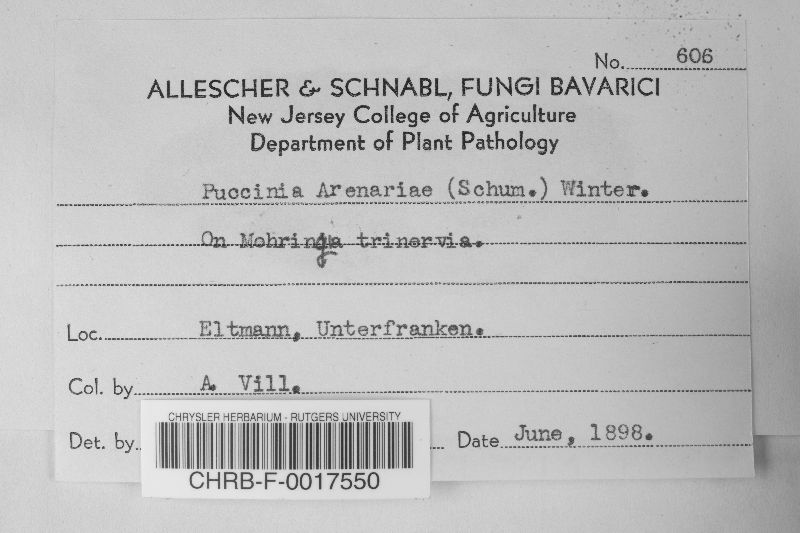 No. 606
ALLESCHER & SCHNABL, FUNGI BAVARICI
New Jersey College of Agriculture
Department of Plant Pathology
Puccinia Arenariae (Schum.) Winter.
On Mohringa trinervia.
Loc. Eltmann, Unterfranken.
Col. by A. Vill.
Det. by Date June, 1898.
CHRYSLER HERBARIUM - RUTGERS UNIVERSITY
CHRB-F-0017550